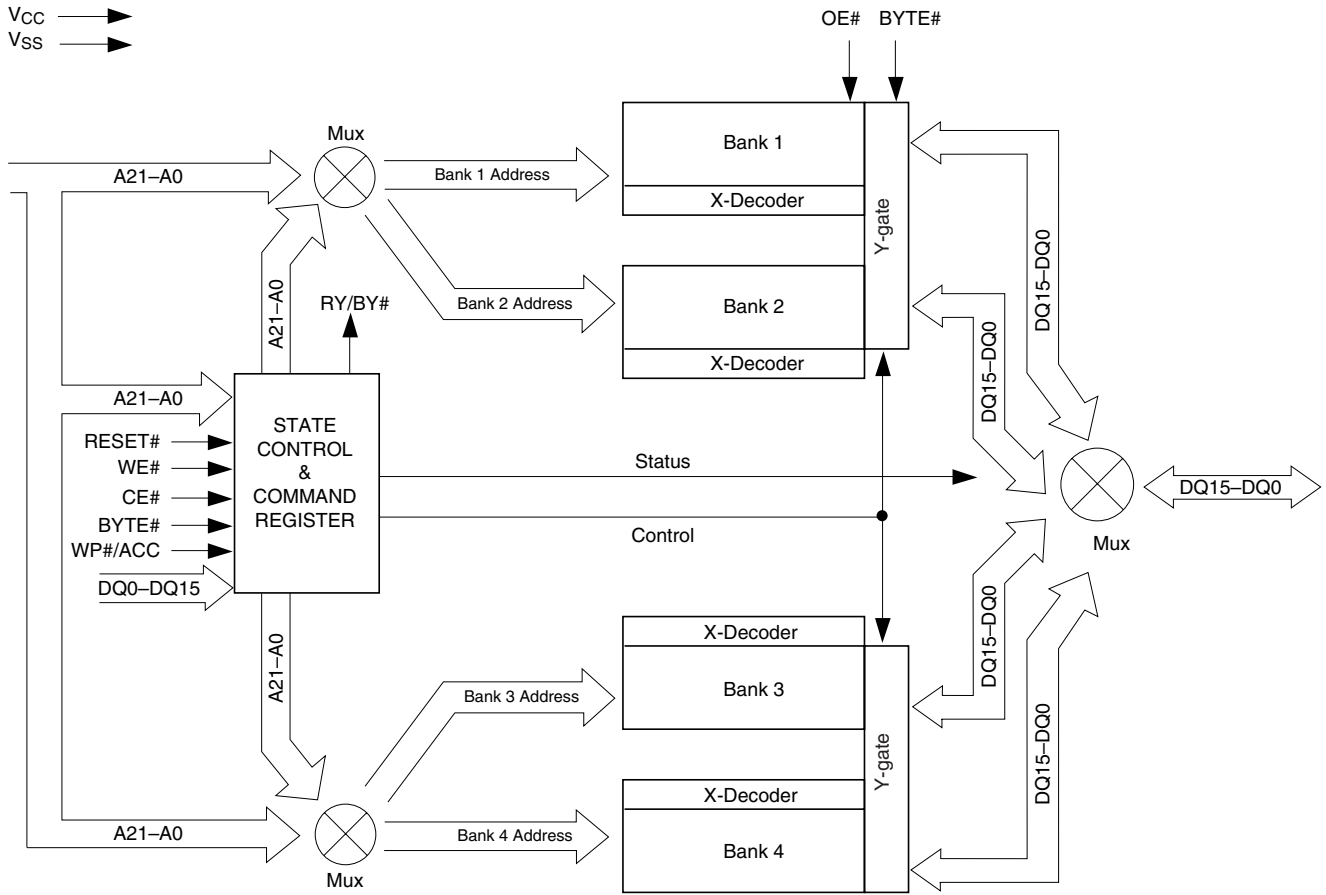 VCC
VSS
OE# BYTE#
Mux
Bank 1
A21–A0
Bank 1 Address
X-Decoder
Y-gate
DQ15–DQ0
A21–A0
RY/BY#
Bank 2 Address
Bank 2
X-Decoder
DQ15–DQ0
A21–A0
STATE
CONTROL
&
COMMAND
REGISTER
RESET#
WE#
CE#
BYTE#
WP#/ACC
DQ0–DQ15
Status
Control
DQ15–DQ0
Mux
A21–A0
X-Decoder
Bank 3
Bank 3 Address
DQ15–DQ0
Y-gate
DQ15–DQ0
X-Decoder
A21–A0
Bank 4 Address
Bank 4
Mux